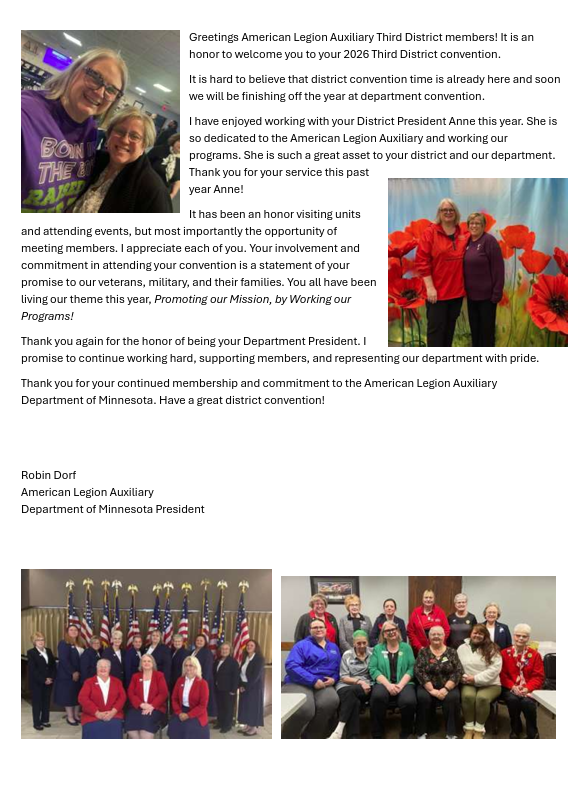 Greetings American Legion Auxiliary Third District members! It is an
honor to welcome you to your 2026 Third District convention.
It is hard to believe that district convention time is already here and soon
we will be finishing off the year at department convention.
I have enjoyed working with your District President Anne this year. She is
so dedicated to the American Legion Auxiliary and working our
programs. She is such a great asset to your district and our department.
Thank you for your service this past
year Anne!
It has been an honor visiting units
and attending events, but most importantly the opportunity of
meeting members. I appreciate each of you. Your involvement and
commitment in attending your convention is a statement of your
promise to our veterans, military, and their families. You all have been
living our theme this year, Promoting our Mission, by Working our
Programs!
Thank you again for the honor of being your Department President. I
promise to continue working hard, supporting members, and representing our department with pride.
Thank you for your continued membership and commitment to the American Legion Auxiliary
Department of Minnesota. Have a great district convention!
Robin Dorf
American Legion Auxiliary
Department of Minnesota President